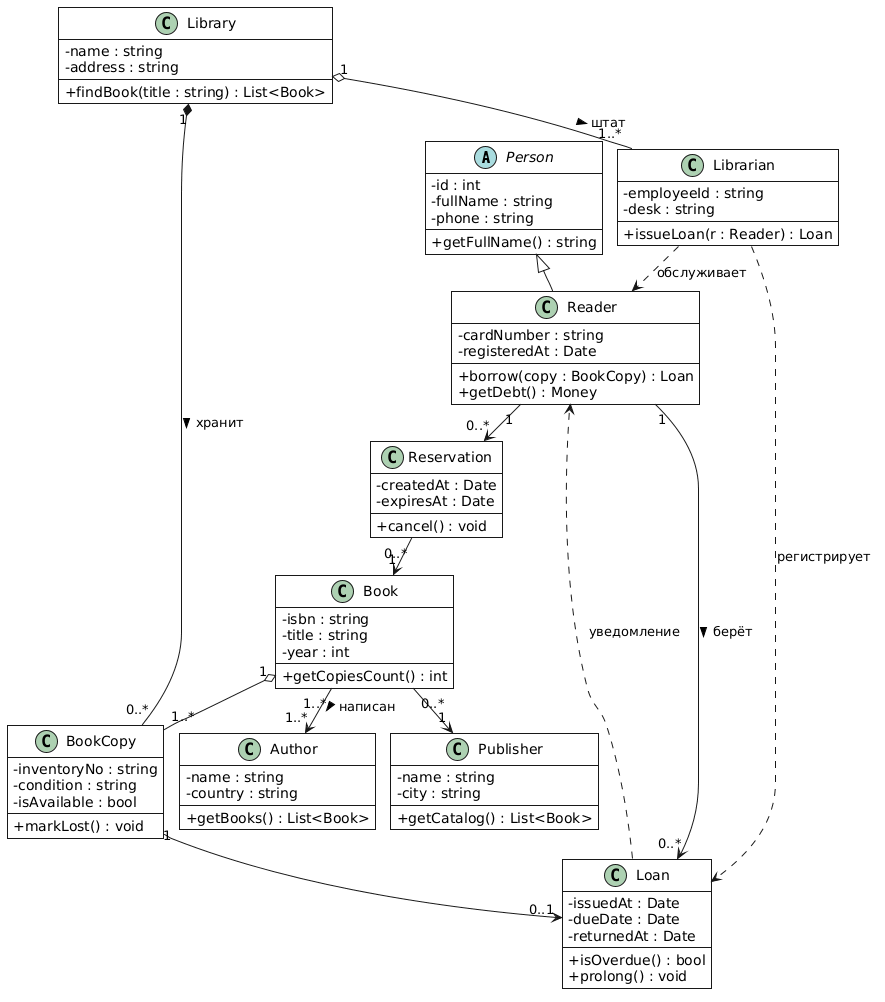 C Library
-name : string
-address : string
+findBook(title : string) : List<Book>
1
1
штат
1..*
A Person
-id : int
-fullName : string
-phone : string
+getFullName() : string
C Librarian
-employeeId : string
-desk : string
+issueLoan(r : Reader) : Loan
обслуживает
C Reader
-cardNumber : string
-registeredAt : Date
+borrow(copy : BookCopy) : Loan
+getDebt() : Money
хранит
0..*
1
1
C Reservation
-createdAt : Date
-expiresAt : Date
+cancel() : void
0..*
1
регистрирует
C Book
-isbn : string
-title : string
-year : int
+getCopiesCount() : int
уведомление
берёт
1
0..*
1..*
1..*
написан
1..*
0..*
1
C BookCopy
-inventoryNo : string
-condition : string
-isAvailable : bool
+markLost() : void
C Author
-name : string
-country : string
+getBooks() : List<Book>
C Publisher
-name : string
-city : string
+getCatalog() : List<Book>
1
0..*
0..1
C Loan
-issuedAt : Date
-dueDate : Date
-returnedAt : Date
+isOverdue() : bool
+prolong() : void